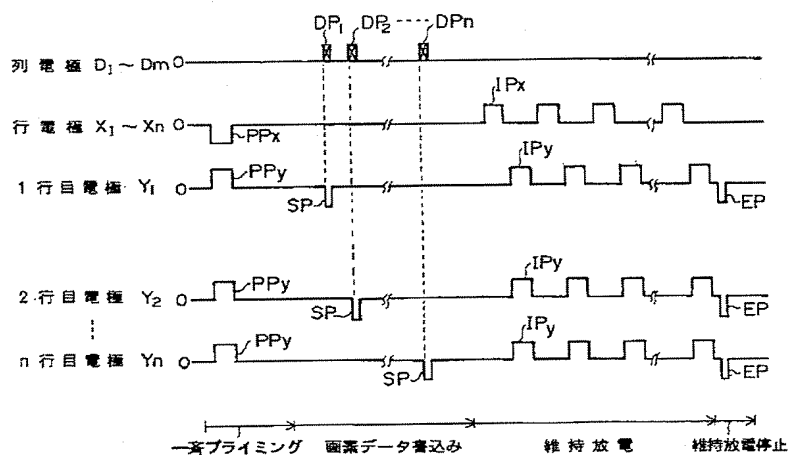 DP1 DP2 DPn
列電極 D1～Dm 0
IPx
行電極 X1～Xn 0
PPx
PPy IPy
1行目電極 Y1 0
SP EP
PPy IPy
2行目電極 Y2 0
SP EP
PPy IPy
n行目電極 Yn 0
SP EP
一斉プライミング 画素データ書込み 維持放電 維持放電停止